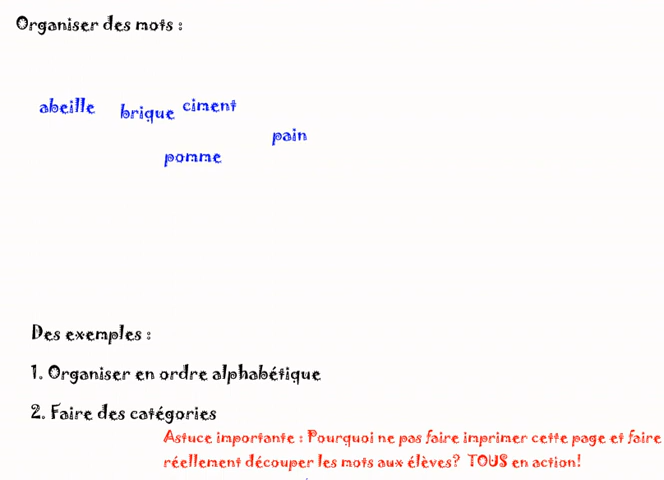 Organiser des mots :
abeille brique ciment
pain
pomme
Des exemples :
1. Organiser en ordre alphabétique
2. Faire des catégories
Astuce importante : Pourquoi ne pas faire imprimer cette page et faire
réellement découper les mots aux élèves? TOUS en action!